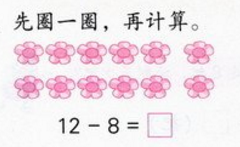 先圈一圈，再计算。
12 - 8 = □